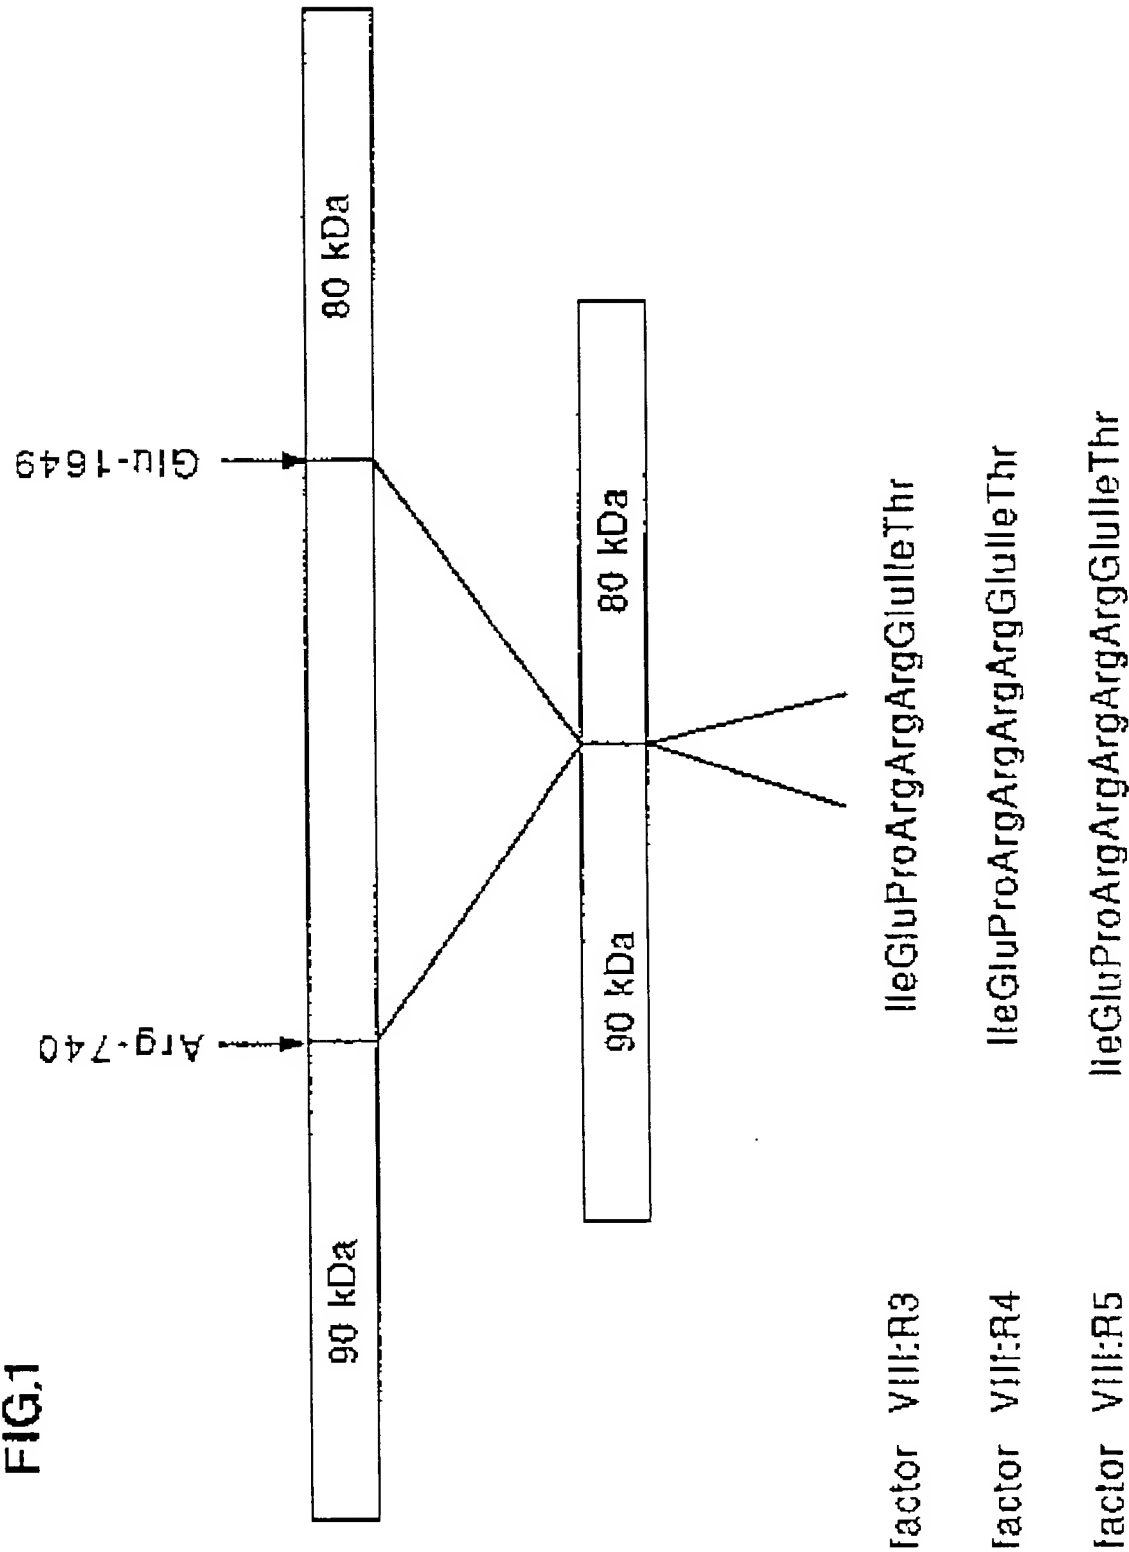 FIG.1
Arg-740 Glu-1649
90 kDa 80 kDa
90 kDa 80 kDa
factor VIII:R3 IleGluProArgArgArgGluIleThr
factor VIII:R4 IleGluProArgArgArgArgGluIleThr
factor VIII:R5 IleGluProArgArgArgArgArgGluIleThr